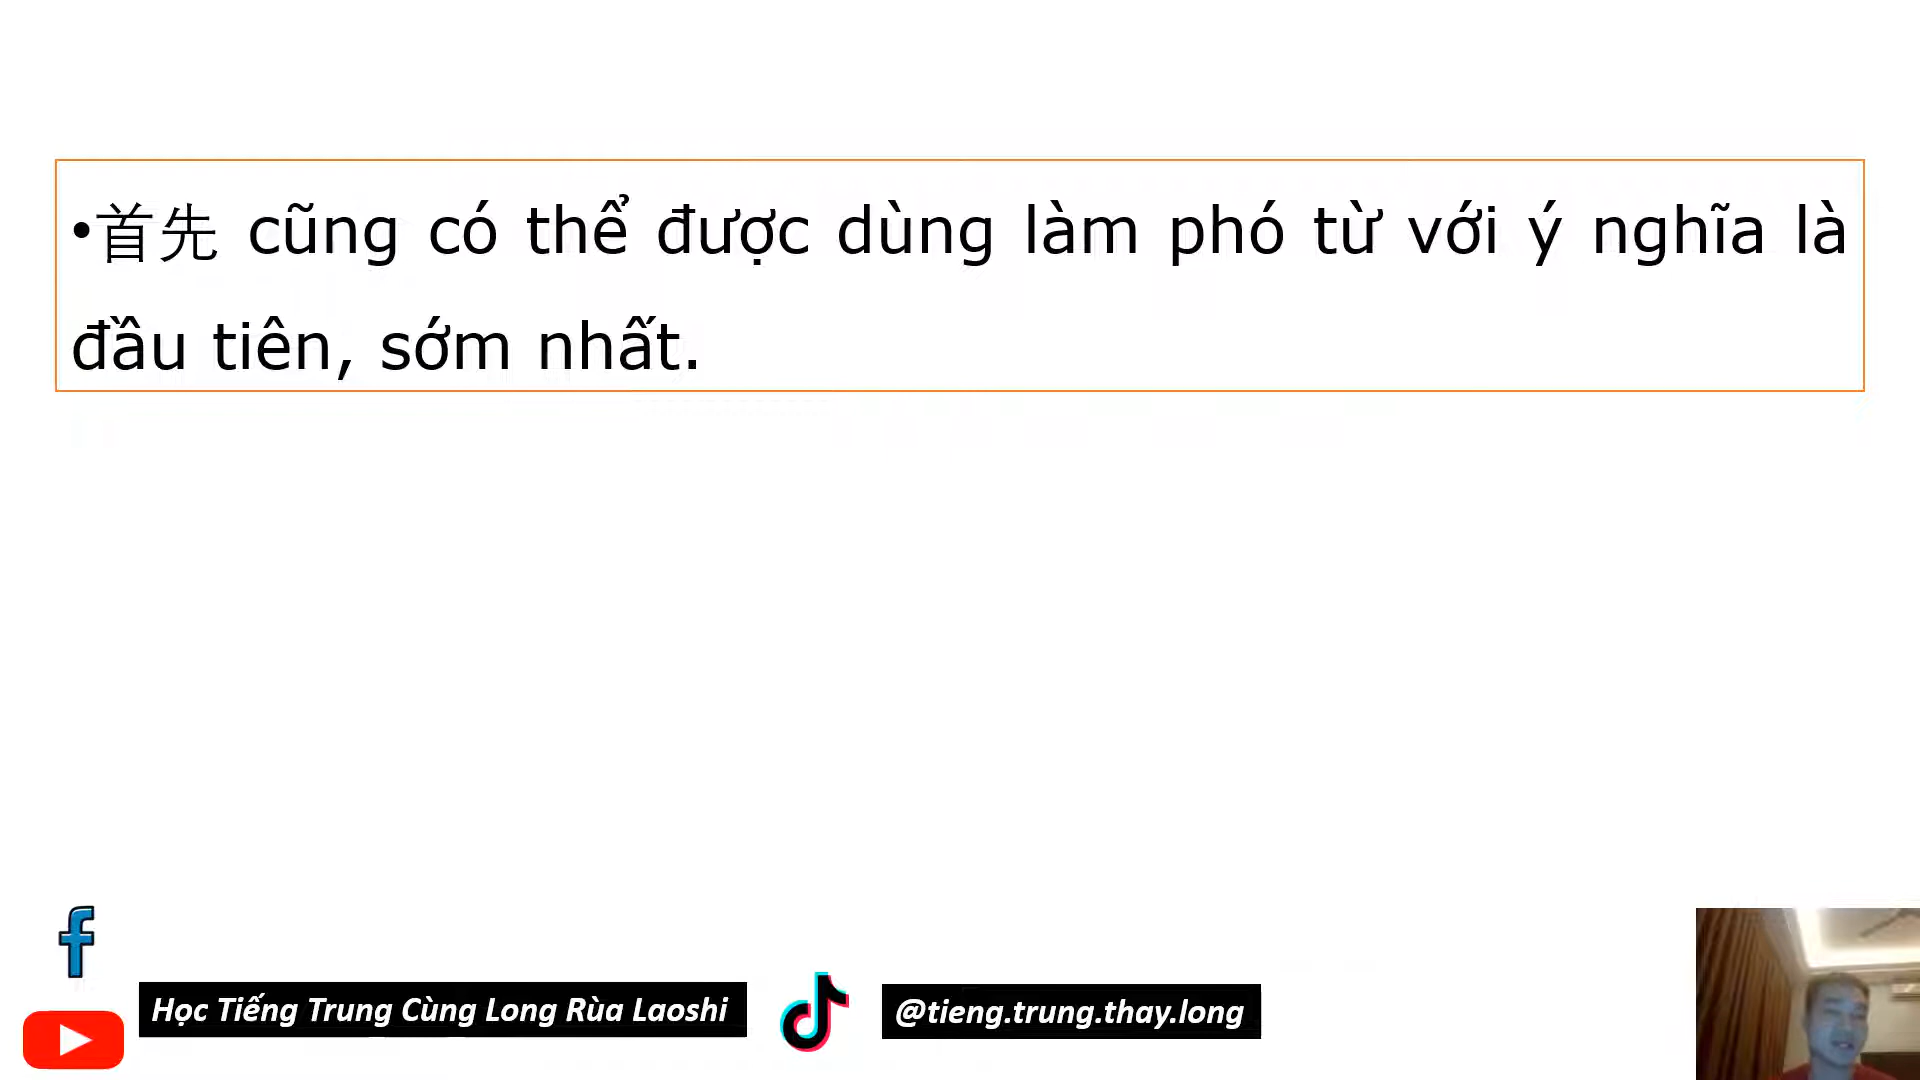 •首先 cũng có thể được dùng làm phó từ với ý nghĩa là
đầu tiên, sớm nhất.
Học Tiếng Trung Cùng Long Rùa Laoshi
@tieng.trung.thay.long